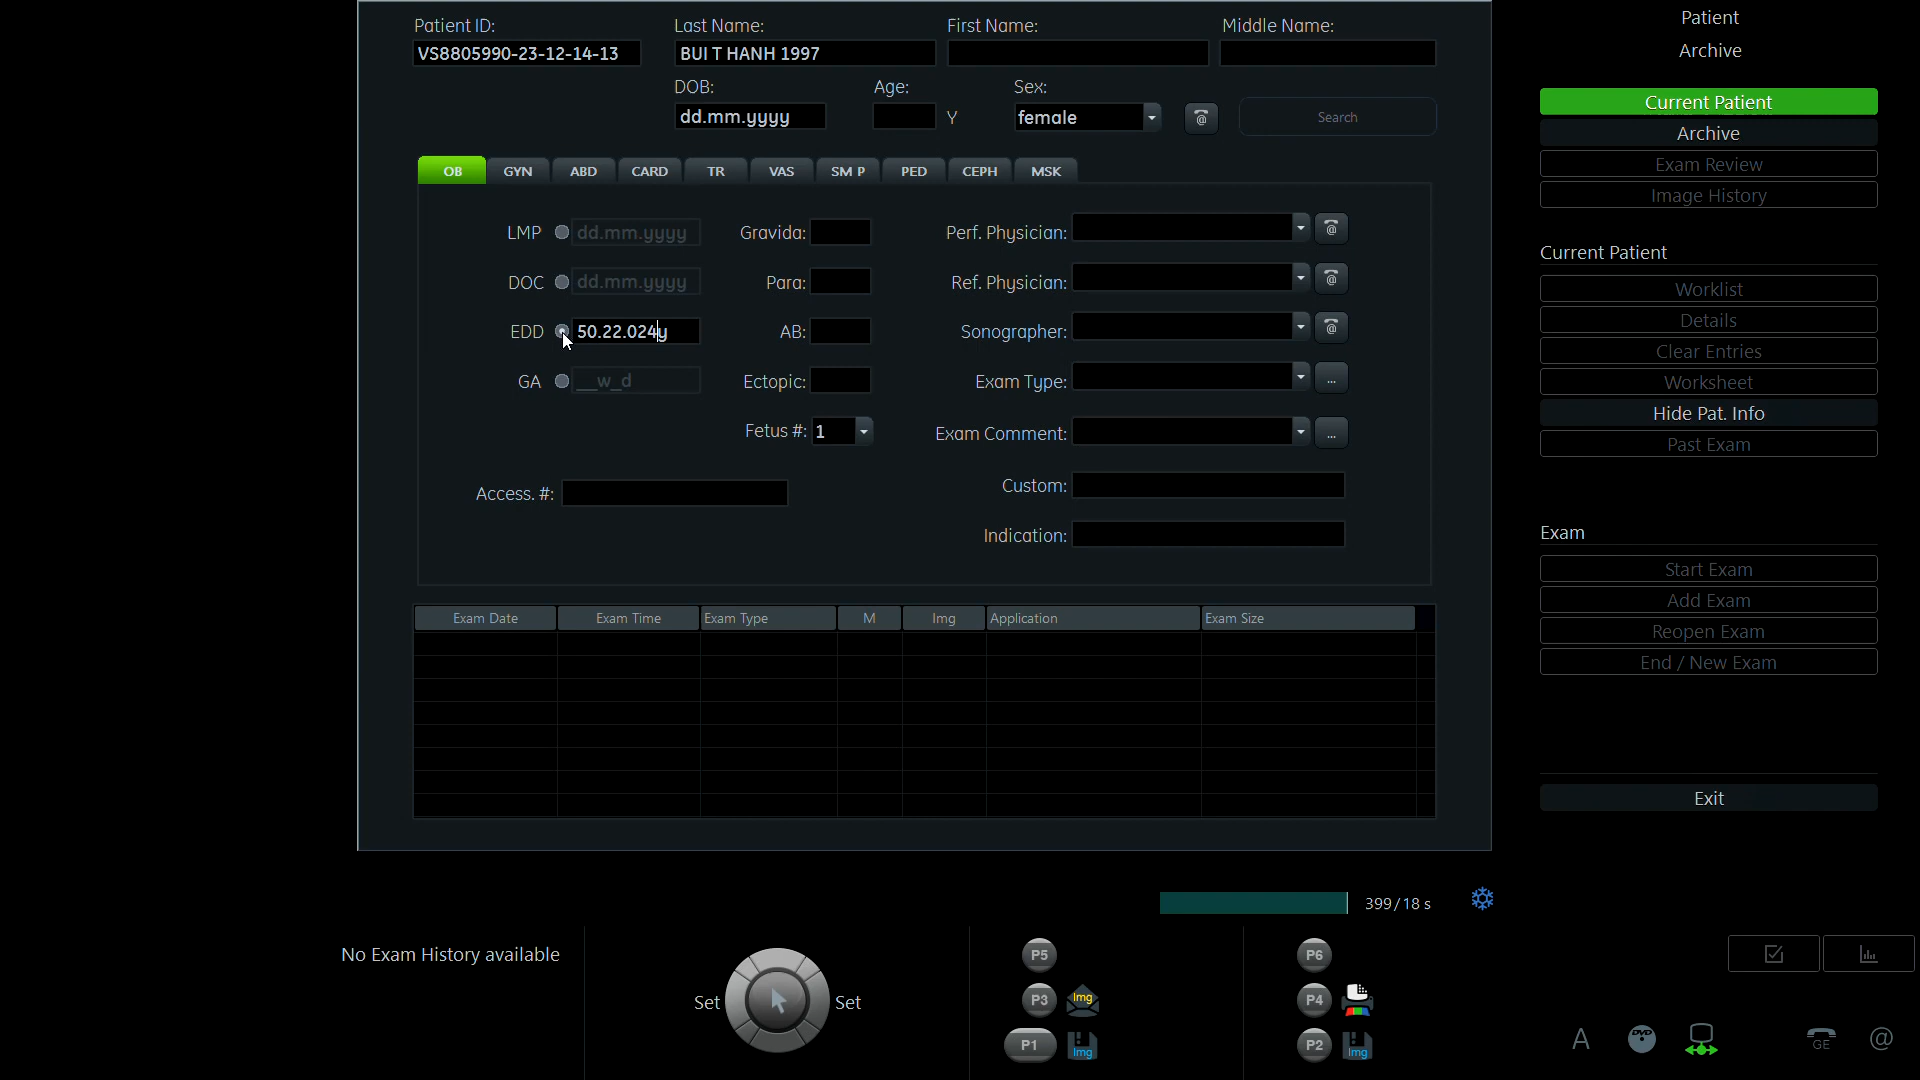 Patient ID: Last Name: First Name: Middle Name:
VS8805990-23-12-14-13 BUI T HANH 1997
DOB: Age: Sex:
dd.mm.yyyy Y female @ Search
OB GYN ABD CARD TR VAS SM P PED CEPH MSK
LMP dd.mm.yyyy Gravida: Perf. Physician: @
DOC dd.mm.yyyy Para: Ref. Physician: @
EDD 50.22.024y AB: Sonographer: @
GA __w_d Ectopic: Exam Type: ...
Fetus #: 1 Exam Comment: ...
Access. #: Custom:
Indication:
Exam Date Exam Time Exam Type M Img Application Exam Size
399/18 s
No Exam History available
Set Set
P5
P3 Img
P1 Img
P6
P4
P2 Img
Patient
Archive
Current Patient
Archive
Exam Review
Image History
Current Patient
Worklist
Details
Clear Entries
Worksheet
Hide Pat. Info
Past Exam
Exam
Start Exam
Add Exam
Reopen Exam
End / New Exam
Exit
A DVD GE @